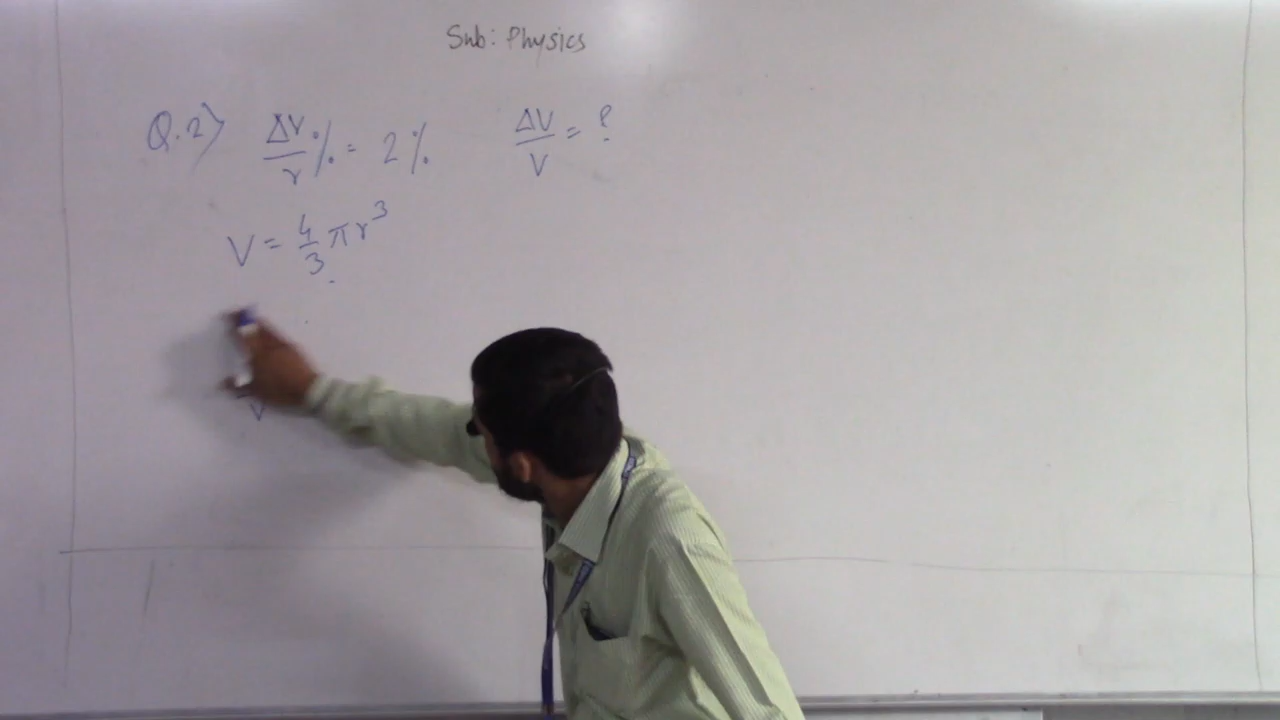 Sub: Physics
Q.2) Δr/r % = 2% ΔV/V = ?
V = 4/3 πr³
V